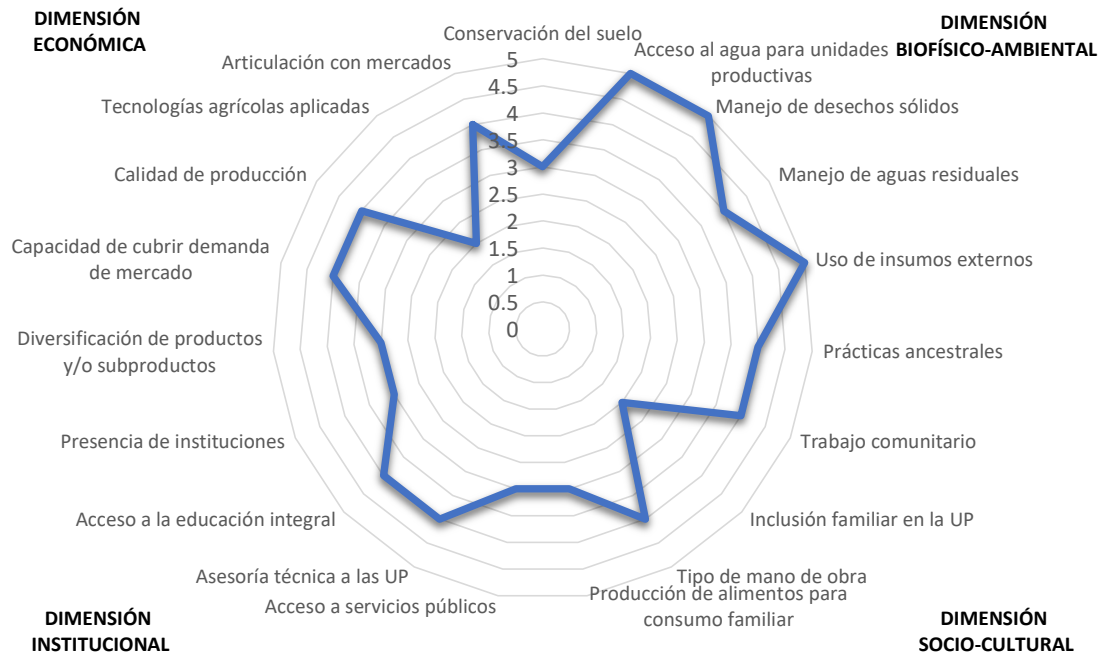 DIMENSIÓN
ECONÓMICA
DIMENSIÓN
BIOFÍSICO-AMBIENTAL
Conservación del suelo
Acceso al agua para unidades
productivas
Manejo de desechos sólidos
Manejo de aguas residuales
Uso de insumos externos
Prácticas ancestrales
Trabajo comunitario
Inclusión familiar en la UP
Tipo de mano de obra
Producción de alimentos para
consumo familiar
Acceso a servicios públicos
Asesoría técnica a las UP
Acceso a la educación integral
Presencia de instituciones
Diversificación de productos
y/o subproductos
Capacidad de cubrir demanda
de mercado
Calidad de producción
Tecnologías agrícolas aplicadas
Articulación con mercados
5
4.5
4
3.5
3
2.5
2
1.5
1
0.5
0
DIMENSIÓN
INSTITUCIONAL
DIMENSIÓN
SOCIO-CULTURAL